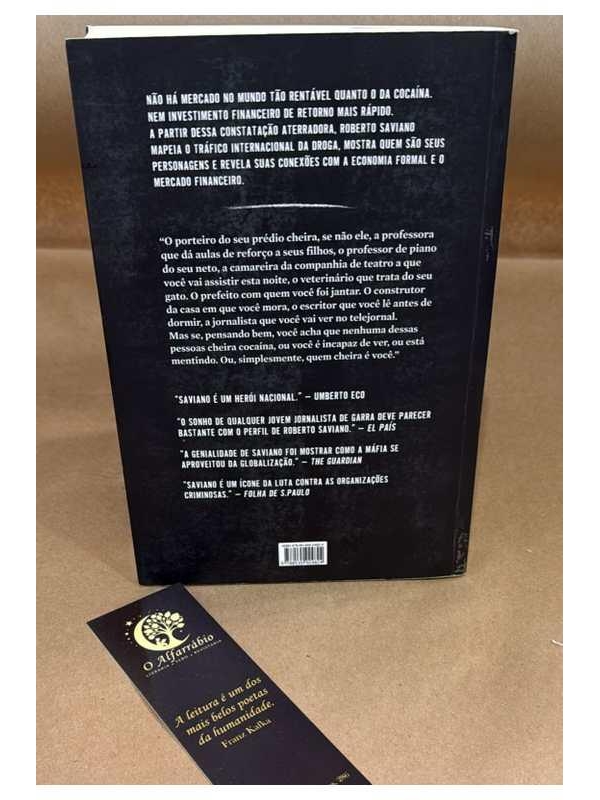 NÃO HÁ MERCADO NO MUNDO TÃO RENTÁVEL QUANTO O DA COCAÍNA.
NEM INVESTIMENTO FINANCEIRO DE RETORNO MAIS RÁPIDO.
A PARTIR DESSA CONSTATAÇÃO ATERRADORA, ROBERTO SAVIANO
MAPEIA O TRÁFICO INTERNACIONAL DA DROGA, MOSTRA QUEM SÃO SEUS
PERSONAGENS E REVELA SUAS CONEXÕES COM A ECONOMIA FORMAL E O
MERCADO FINANCEIRO.
“O porteiro do seu prédio cheira, se não ele, a professora
que dá aulas de reforço a seus filhos, o professor de piano
do seu neto, a camareira da companhia de teatro a que
você vai assistir esta noite, o veterinário que trata do seu
gato. O prefeito com quem você foi jantar. O construtor
da casa em que você mora, o escritor que você lê antes de
dormir, a jornalista que você vai ver no telejornal.
Mas se, pensando bem, você acha que nenhuma dessas
pessoas cheira cocaína, ou você é incapaz de ver, ou está
mentindo. Ou, simplesmente, quem cheira é você.”
"SAVIANO É UM HERÓI NACIONAL." – UMBERTO ECO
"O SONHO DE QUALQUER JOVEM JORNALISTA DE GARRA DEVE PARECER
BASTANTE COM O PERFIL DE ROBERTO SAVIANO." – EL PAÍS
"A GENIALIDADE DE SAVIANO FOI MOSTRAR COMO A MÁFIA SE
APROVEITOU DA GLOBALIZAÇÃO." – THE GUARDIAN
"SAVIANO É UM ÍCONE DA LUTA CONTRA AS ORGANIZAÇÕES
CRIMINOSAS." – FOLHA DE S.PAULO
O Alfarrábio
LIVRARIA • SEBO • REVISTARIA
A leitura é um dos
mais belos poetas
da humanidade.
Franz Kafka